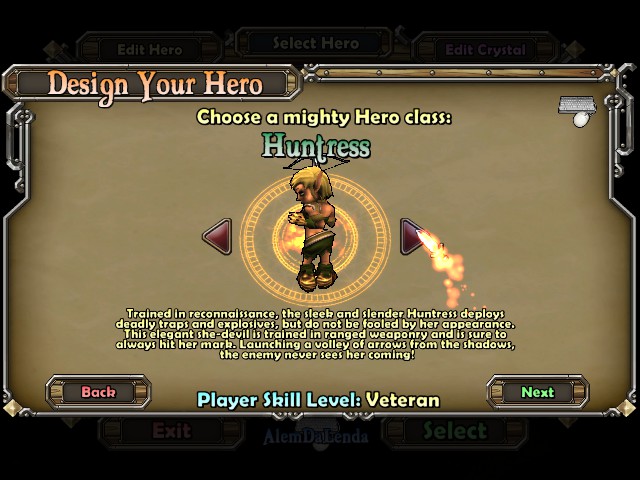 Edit Hero
Select Hero
Edit Crystal
Design Your Hero
Choose a mighty Hero class:
Huntress
Trained in reconnaissance, the sleek and slender Huntress deploys
deadly traps and explosives, but do not be fooled by her appearance.
This elegant she-devil is trained in ranged weaponry and is sure to
always hit her mark. Launching a volley of arrows from the shadows,
the enemy never sees her coming!
Back
Player Skill Level: Veteran
Next
Exit
AlemDaLenda
Select